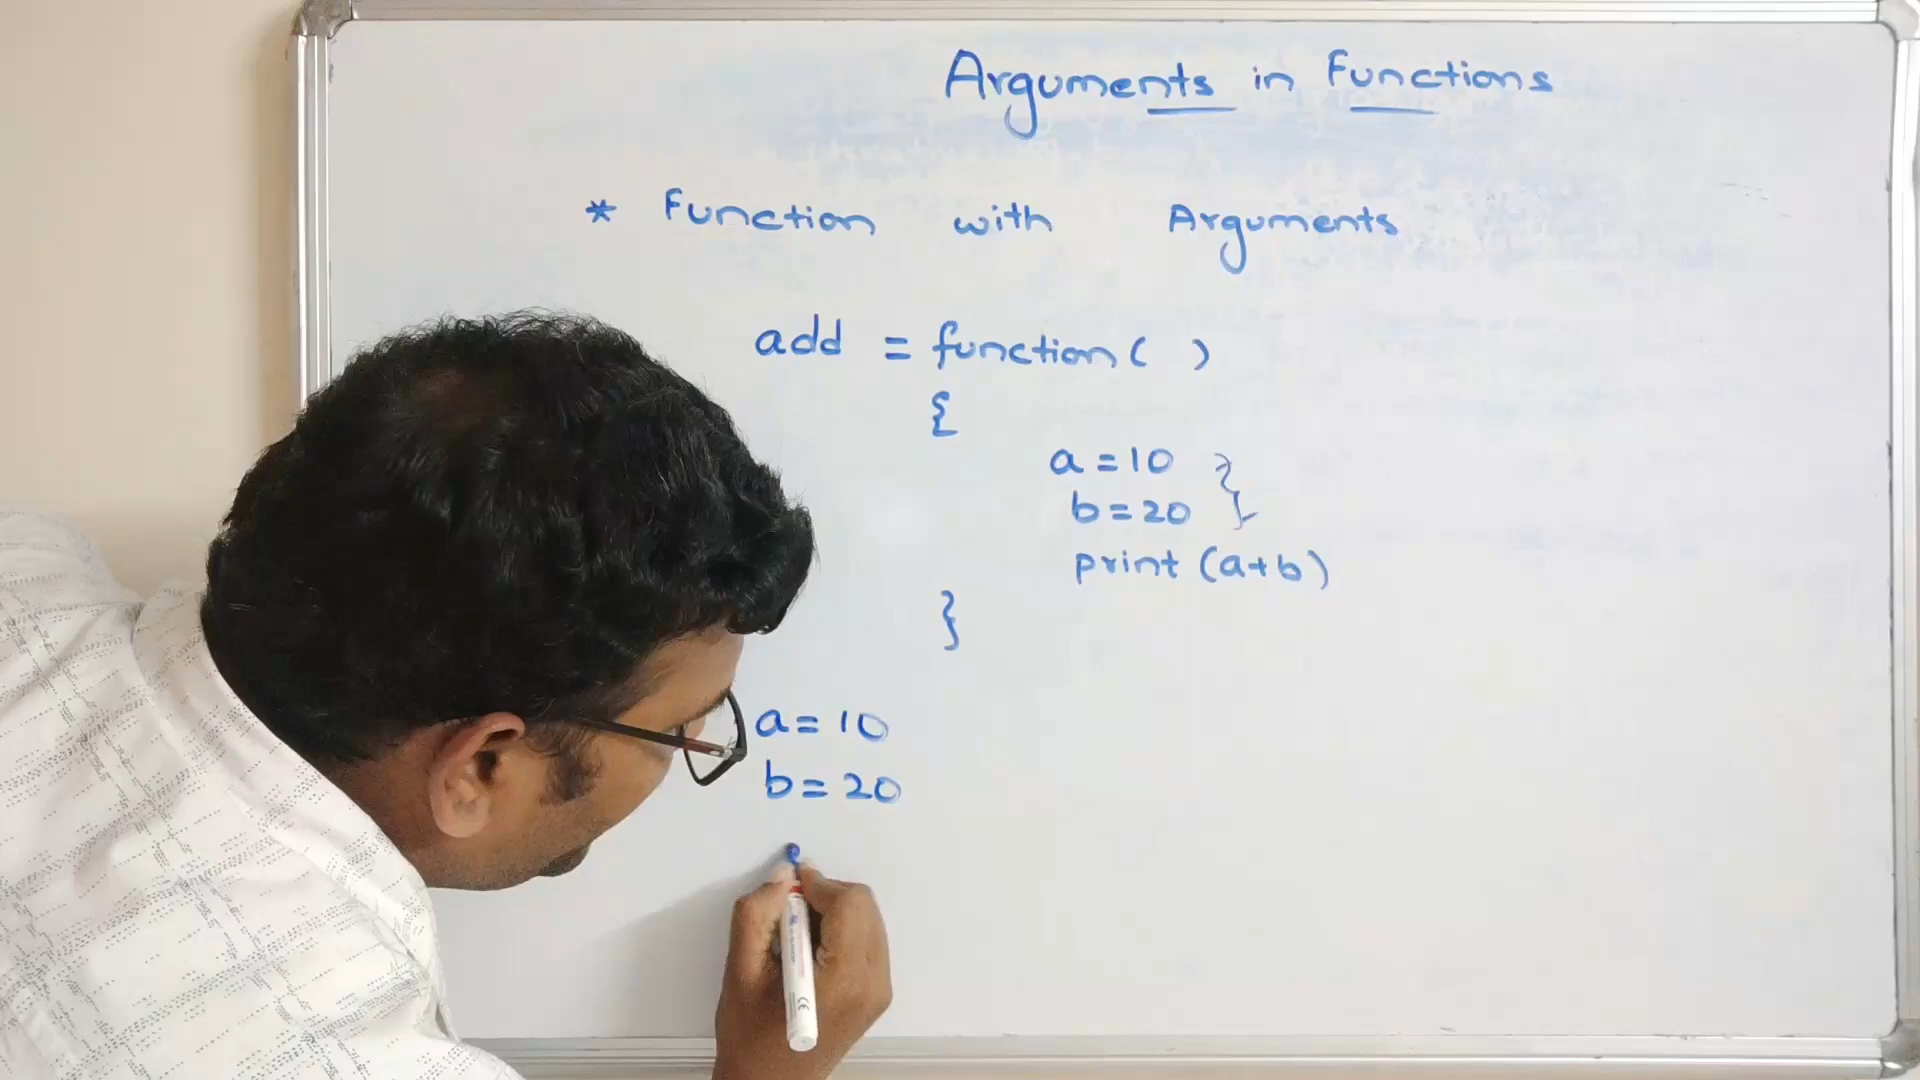 Arguments in Functions
* Function with Arguments
add = function( )
{
a = 10 }
b = 20
print (a+b)
}
a = 10
b = 20